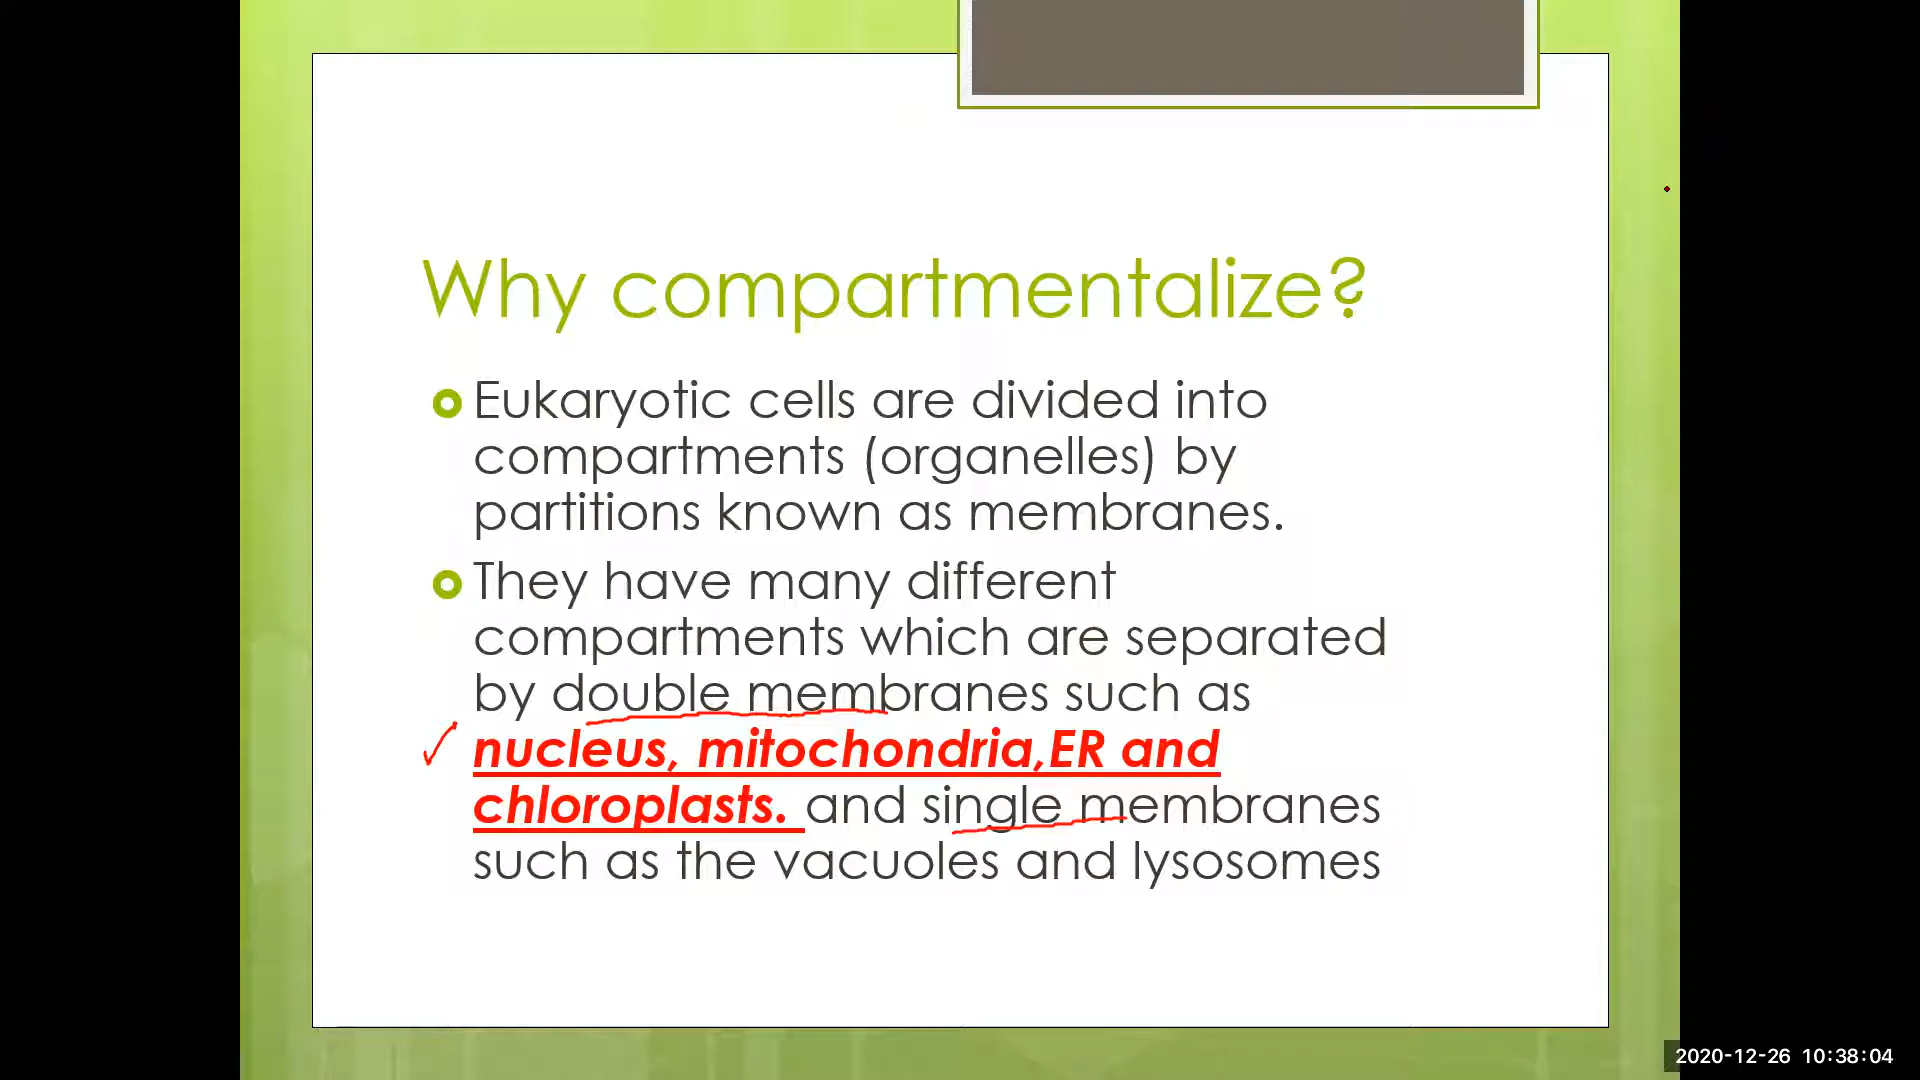 Why compartmentalize?
Eukaryotic cells are divided into
compartments (organelles) by
partitions known as membranes.
They have many different
compartments which are separated
by double membranes such as
nucleus, mitochondria,ER and
chloroplasts. and single membranes
such as the vacuoles and lysosomes
2020-12-26 10:38:04